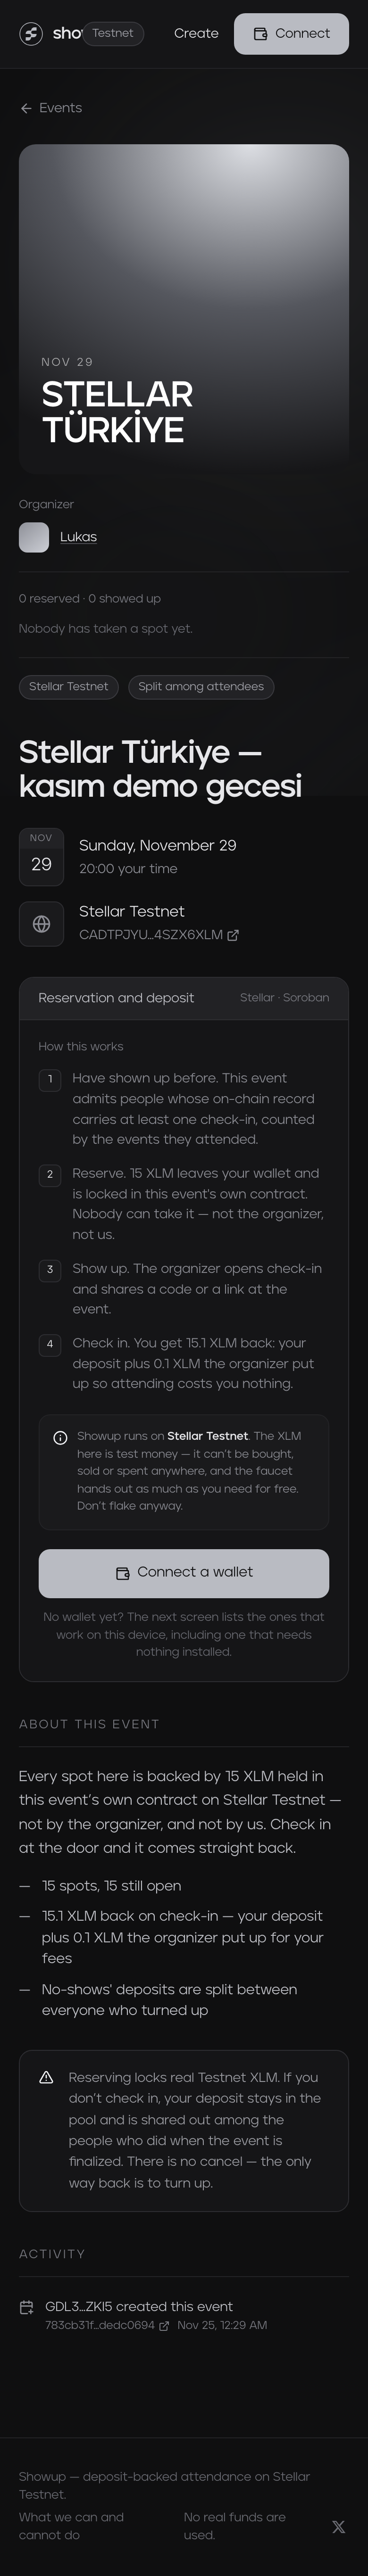 Testnet
Create
Connect
Events
NOV 29
STELLAR
TÜRKİYE
Organizer
Lukas
0 reserved · 0 showed up
Nobody has taken a spot yet.
Stellar Testnet
Split among attendees
Stellar Türkiye —
kasım demo gecesi
NOV
29
Sunday, November 29
20:00 your time
Stellar Testnet
CADTPJYU…4SZX6XLM
Reservation and deposit
Stellar · Soroban
How this works
1
Have shown up before. This event
admits people whose on-chain record
carries at least one check-in, counted
by the events they attended.
2
Reserve. 15 XLM leaves your wallet and
is locked in this event's own contract.
Nobody can take it — not the organizer,
not us.
3
Show up. The organizer opens check-in
and shares a code or a link at the
event.
4
Check in. You get 15.1 XLM back: your
deposit plus 0.1 XLM the organizer put
up so attending costs you nothing.
Showup runs on Stellar Testnet. The XLM
here is test money — it can't be bought,
sold or spent anywhere, and the faucet
hands out as much as you need for free.
Don't flake anyway.
Connect a wallet
No wallet yet? The next screen lists the ones that
work on this device, including one that needs
nothing installed.
ABOUT THIS EVENT
Every spot here is backed by 15 XLM held in
this event's own contract on Stellar Testnet —
not by the organizer, and not by us. Check in
at the door and it comes straight back.
— 15 spots, 15 still open
— 15.1 XLM back on check-in — your deposit
plus 0.1 XLM the organizer put up for your
fees
— No-shows' deposits are split between
everyone who turned up
Reserving locks real Testnet XLM. If you
don't check in, your deposit stays in the
pool and is shared out among the
people who did when the event is
finalized. There is no cancel — the only
way back is to turn up.
ACTIVITY
GDL3…ZKI5 created this event
783cb31f…dedc0694
Nov 25, 12:29 AM
Showup — deposit-backed attendance on Stellar
Testnet.
What we can and
cannot do
No real funds are
used.